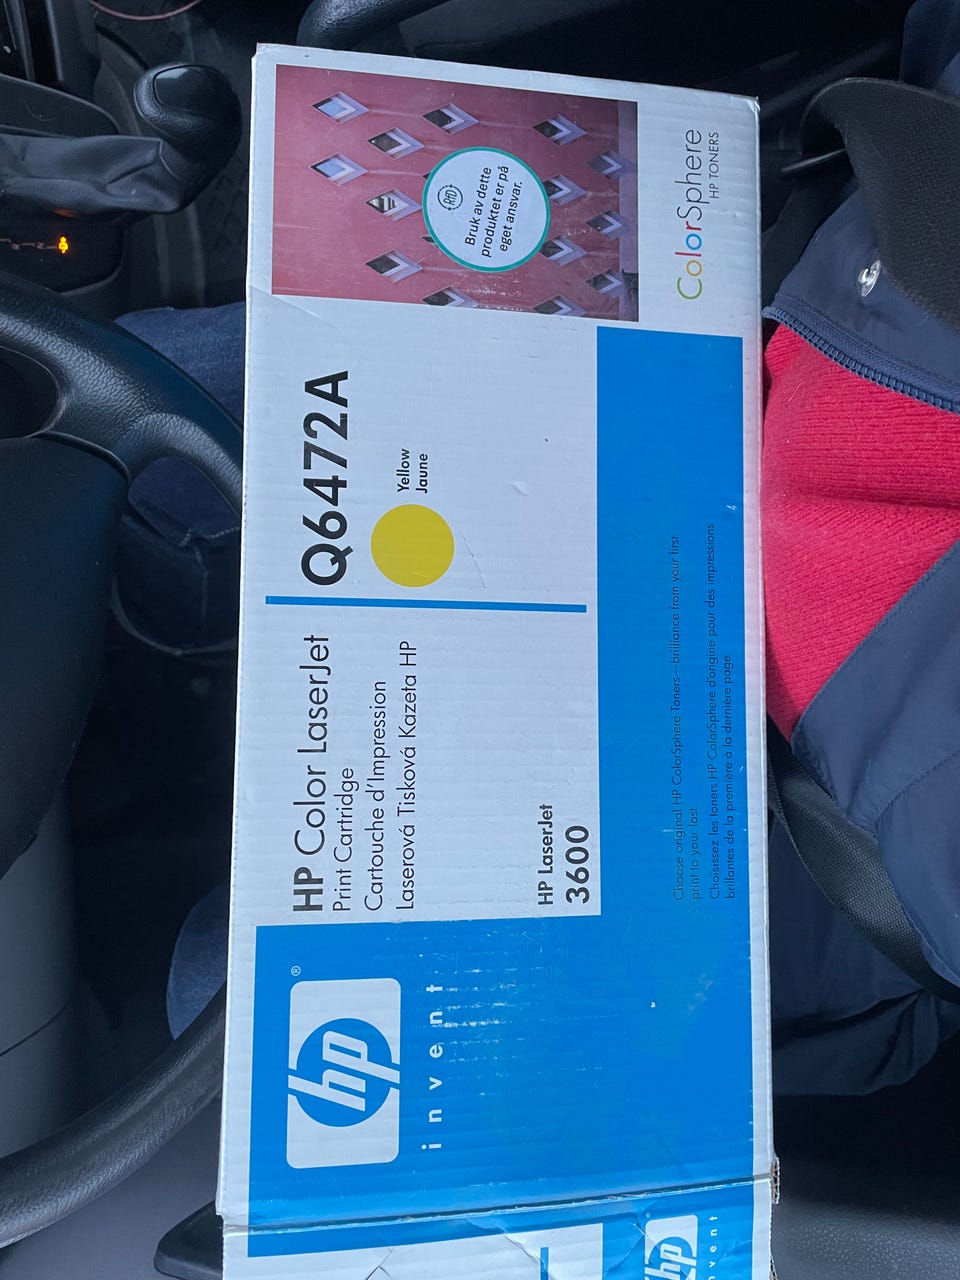 hp
®
invent
HP Color LaserJet
Print Cartridge
Cartouche d'Impression
Laserová Tisková Kazeta HP
HP LaserJet
3600
Q6472A
Yellow
Jaune
Choose original HP ColorSphere Toners—brilliance from your first
print to your last.
Choisissez les toners HP ColorSphere d'origine pour des impressions
brillantes de la première à la dernière page.
Bruk av dette
produktet er på
eget ansvar.
ColorSphere
HP TONERS
hp
®
vent